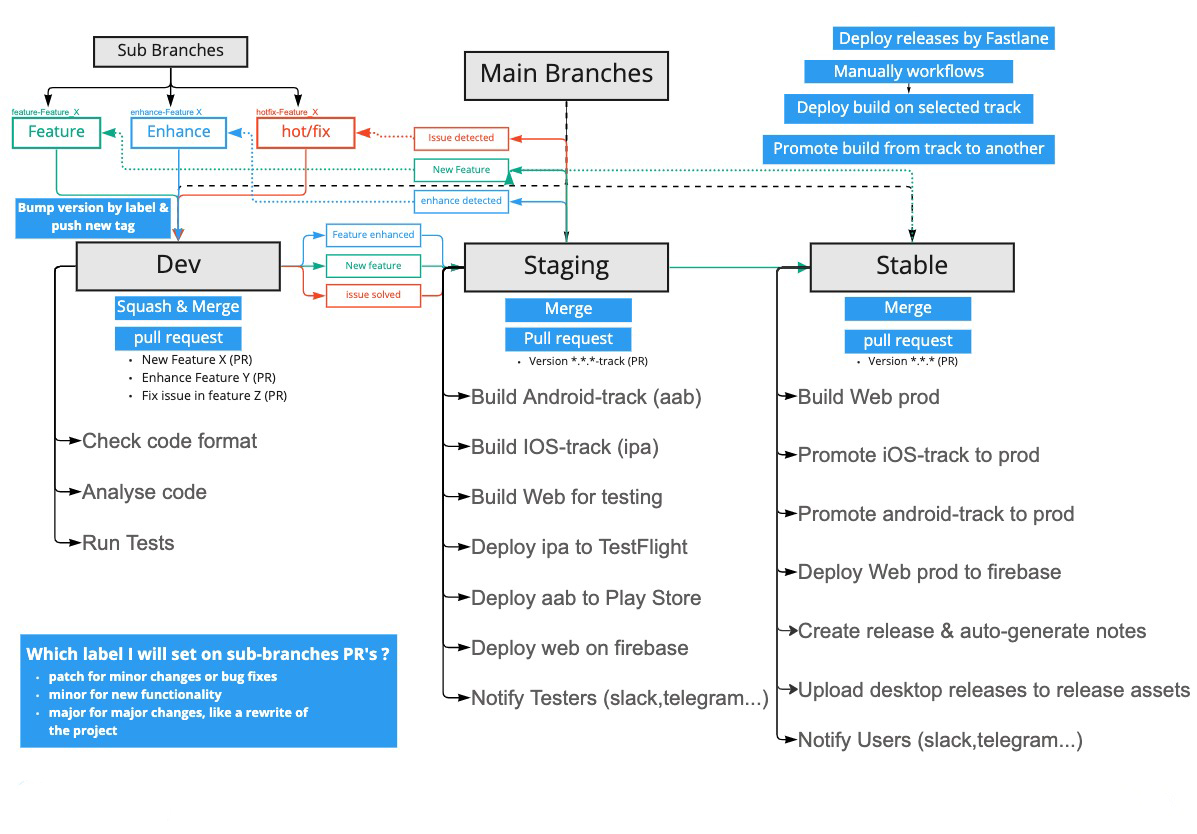 Sub Branches
Main Branches
Deploy releases by Fastlane
Manually workflows
Deploy build on selected track
Promote build from track to another
feature-Feature_X
enhance-Feature X
hotfix-Feature_X
Feature
Enhance
hot/fix
Issue detected
New Feature
enhance detected
Bump version by label &
push new tag
Feature enhanced
New feature
issue solved
Dev
Squash & Merge
pull request
• New Feature X (PR)
• Enhance Feature Y (PR)
• Fix issue in feature Z (PR)
Check code format
Analyse code
Run Tests
Staging
Merge
Pull request
• Version *.*.*-track (PR)
Build Android-track (aab)
Build IOS-track (ipa)
Build Web for testing
Deploy ipa to TestFlight
Deploy aab to Play Store
Deploy web on firebase
Notify Testers (slack,telegram...)
Stable
Merge
pull request
• Version *.*.* (PR)
Build Web prod
Promote iOS-track to prod
Promote android-track to prod
Deploy Web prod to firebase
Create release & auto-generate notes
Upload desktop releases to release assets
Notify Users (slack,telegram...)
Which label I will set on sub-branches PR's ?
• patch for minor changes or bug fixes
• minor for new functionality
• major for major changes, like a rewrite of
the project